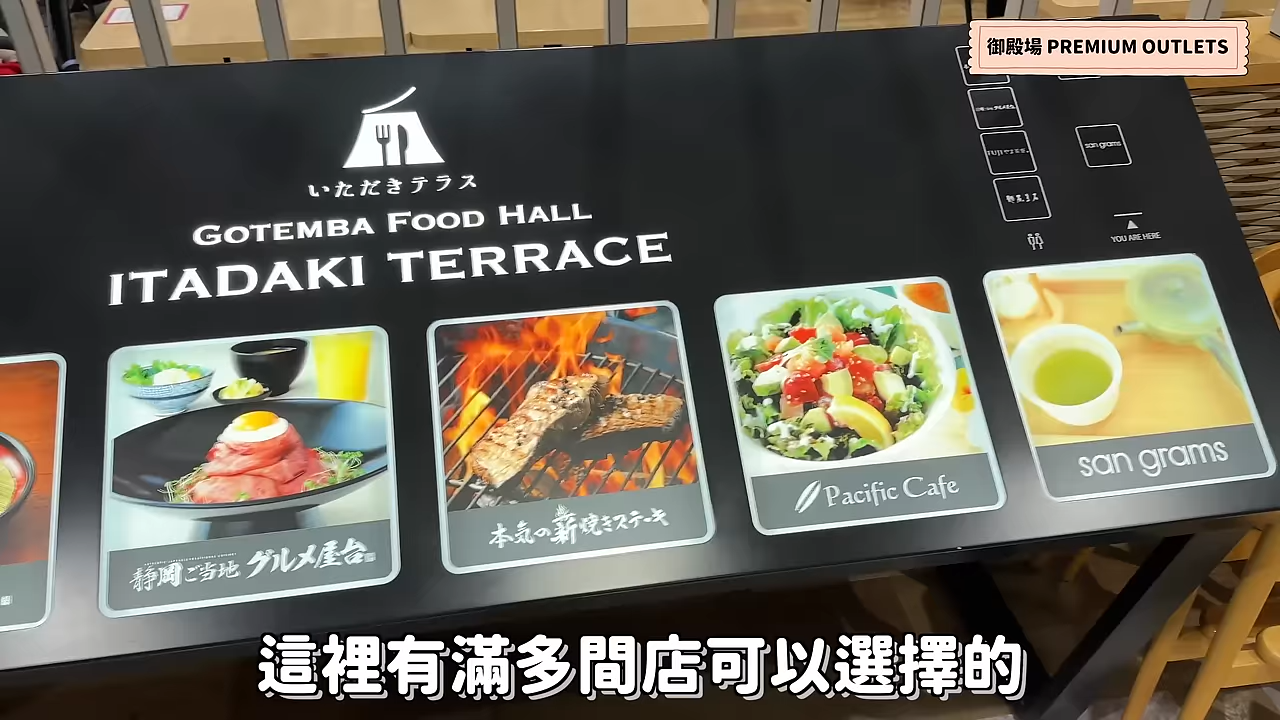 御殿場 PREMIUM OUTLETS
いただきテラス
GOTEMBA FOOD HALL
ITADAKI TERRACE
san grams
YOU ARE HERE
静岡ご当地 グルメ屋台
本気の薪焼きステーキ
Pacific Cafe
san grams
這裡有滿多間店可以選擇的